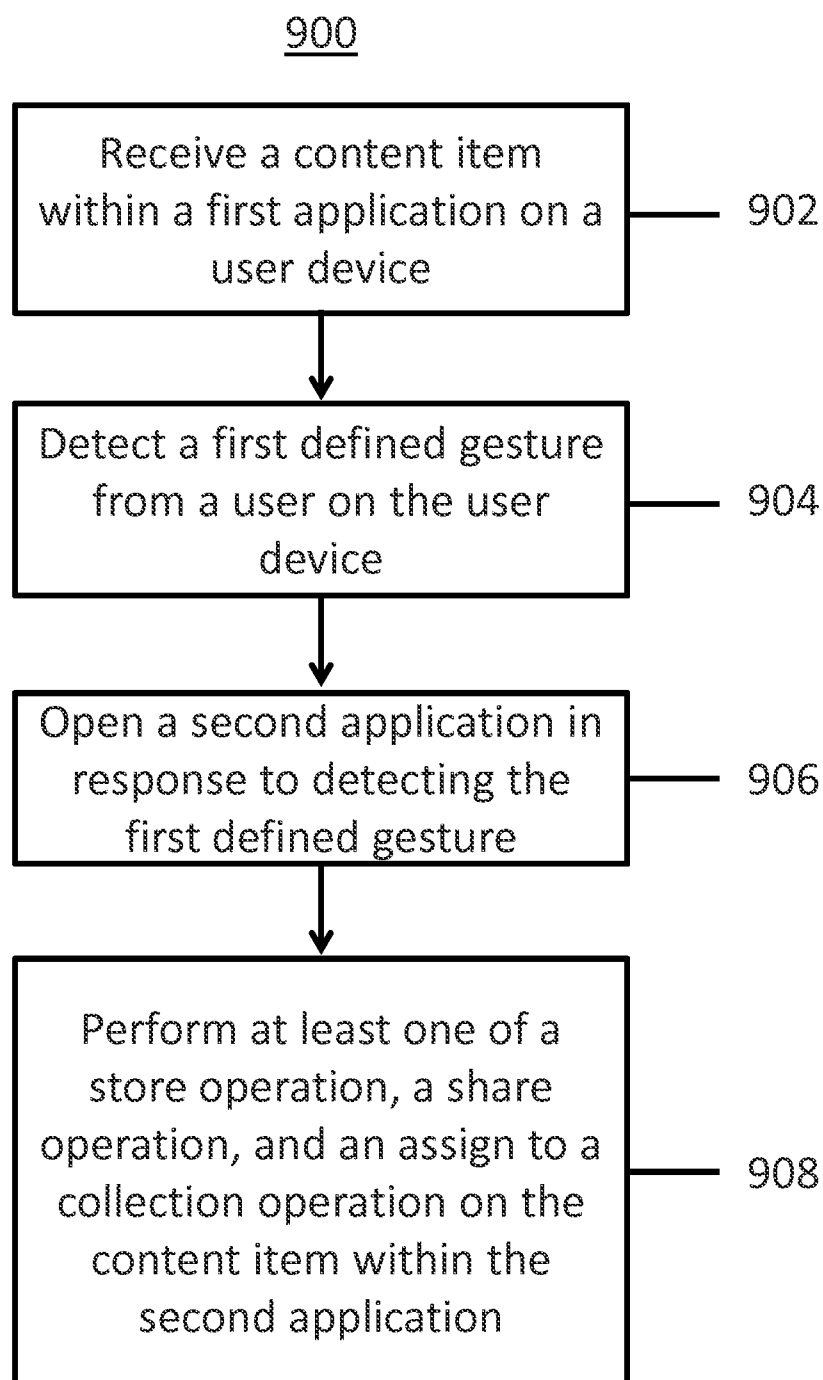 900
Receive a content item
within a first application on a
user device
902
Detect a first defined gesture
from a user on the user
device
904
Open a second application in
response to detecting the
first defined gesture
906
Perform at least one of a
store operation, a share
operation, and an assign to a
collection operation on the
content item within the
second application
908